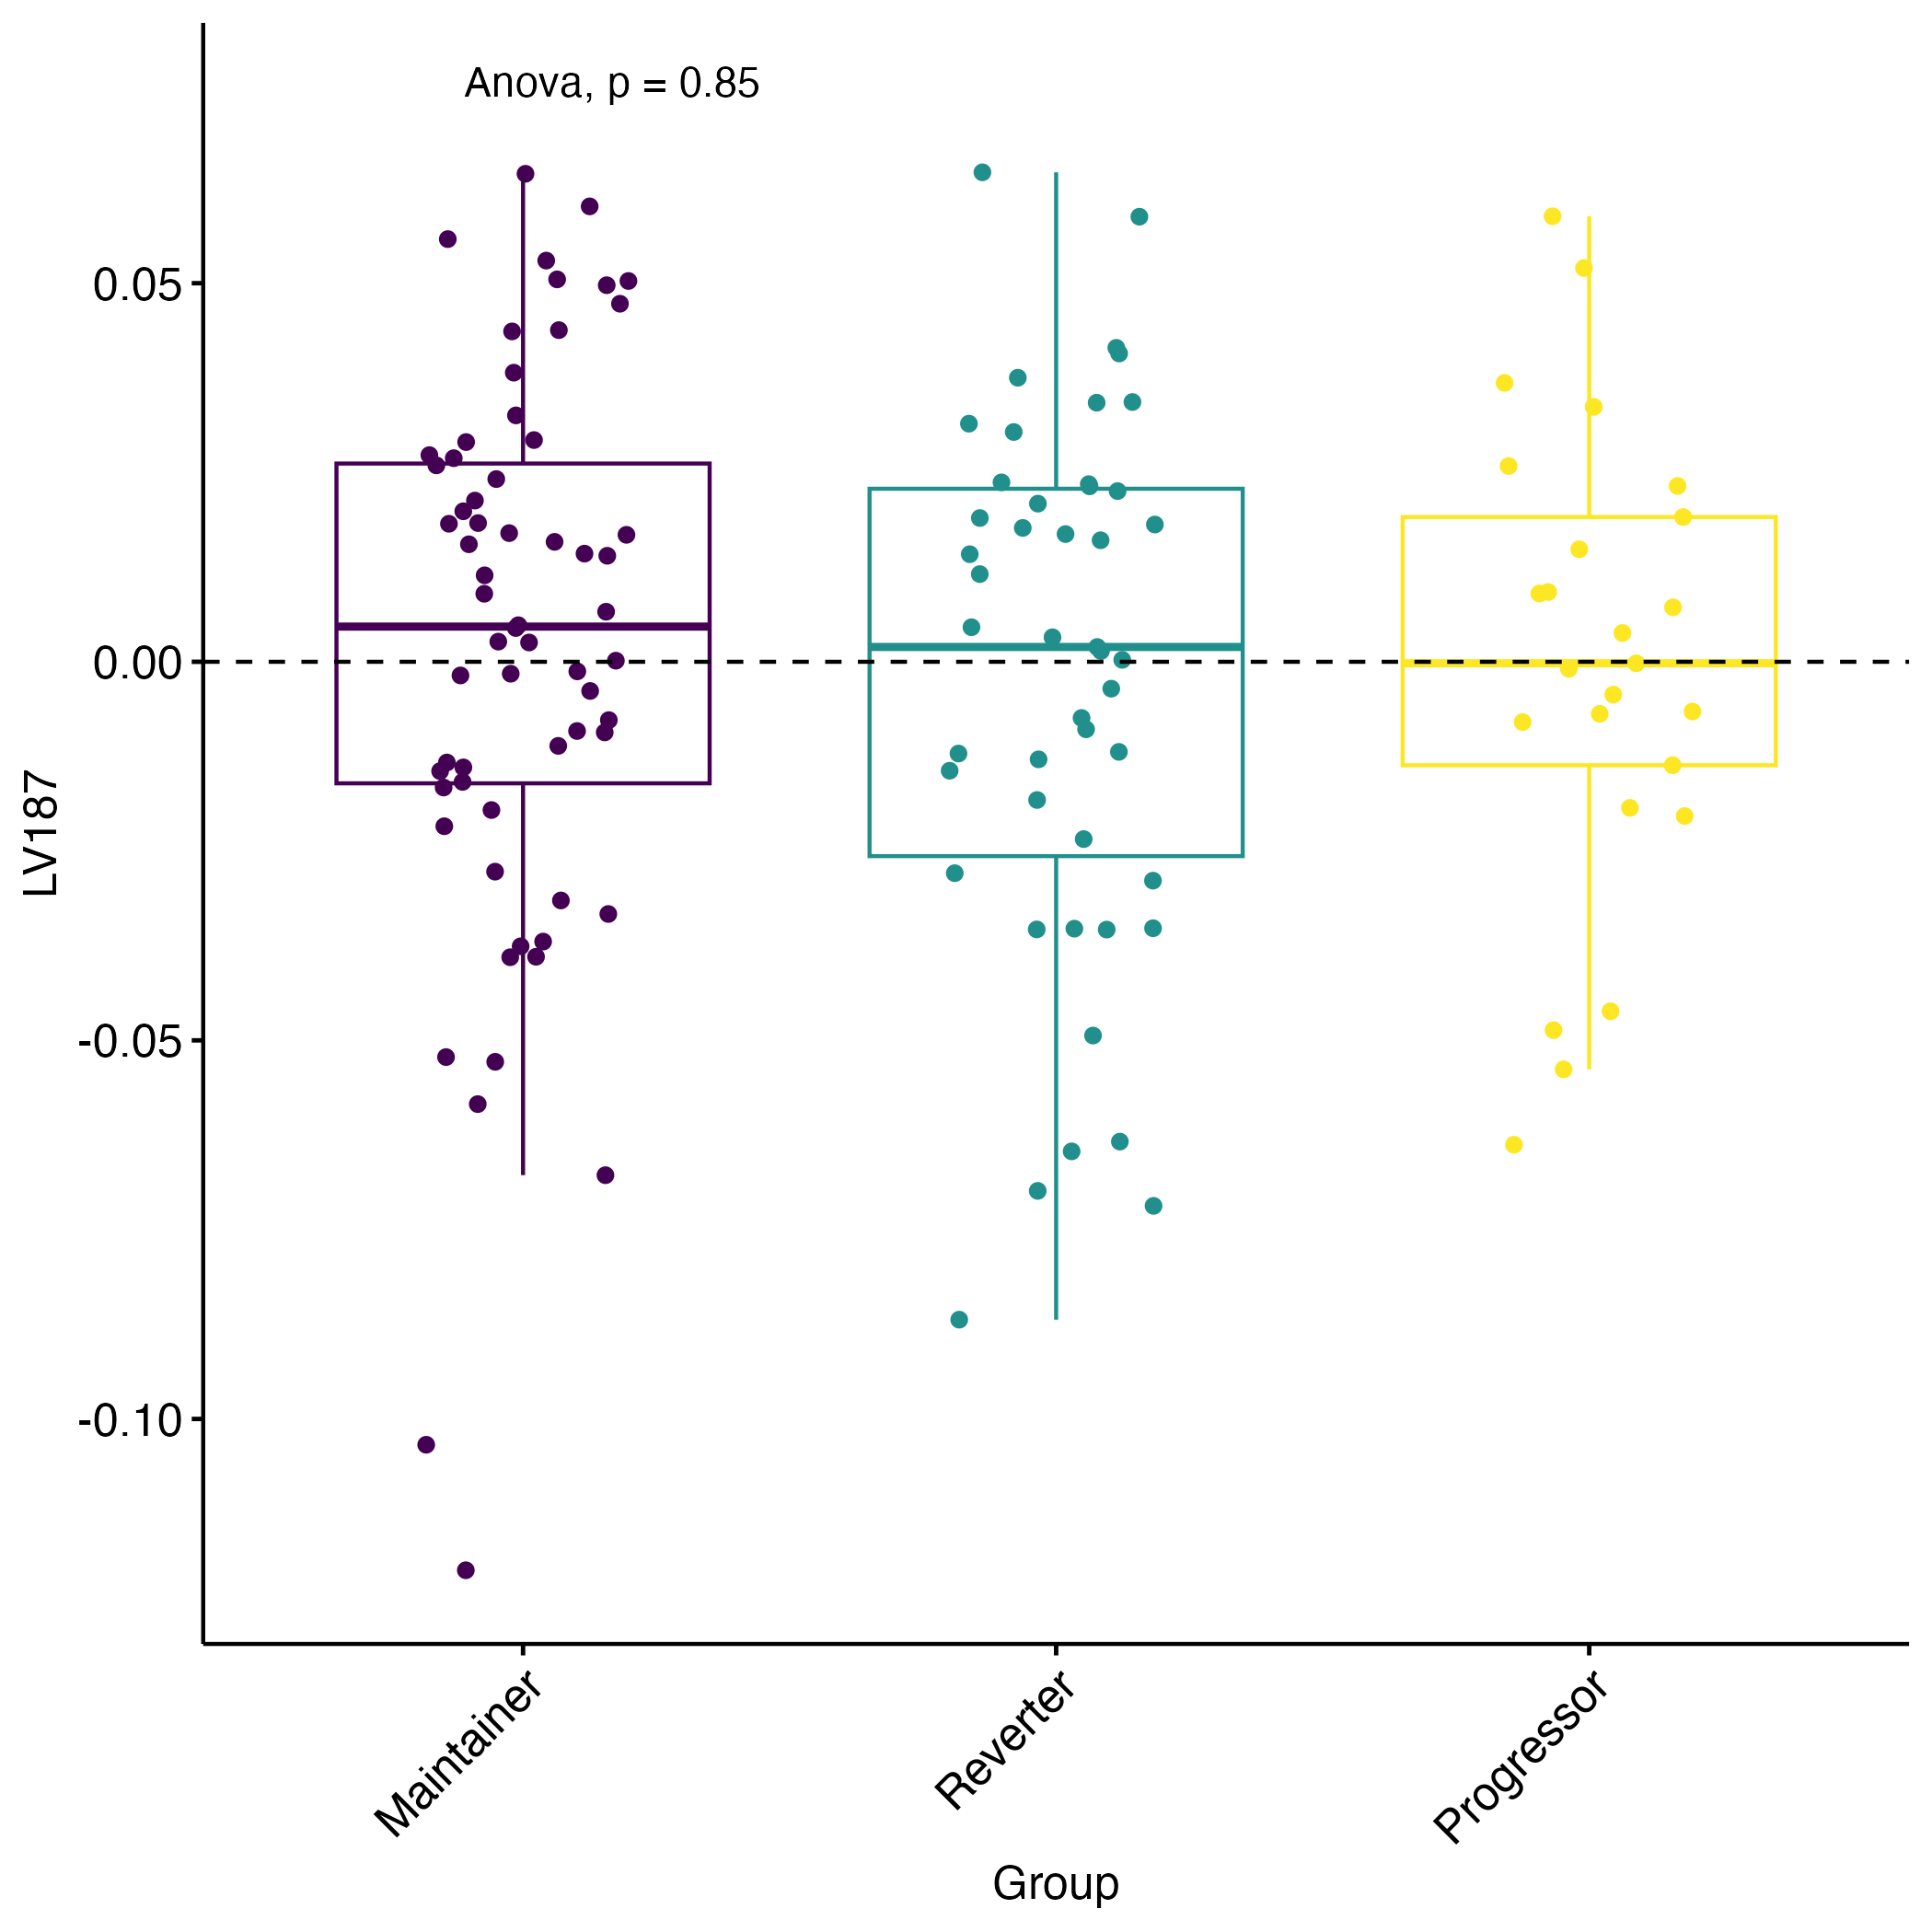 Anova, p = 0.85
0.05
0.00
-0.05
-0.10
LV187
Maintainer
Reverter
Progressor
Group